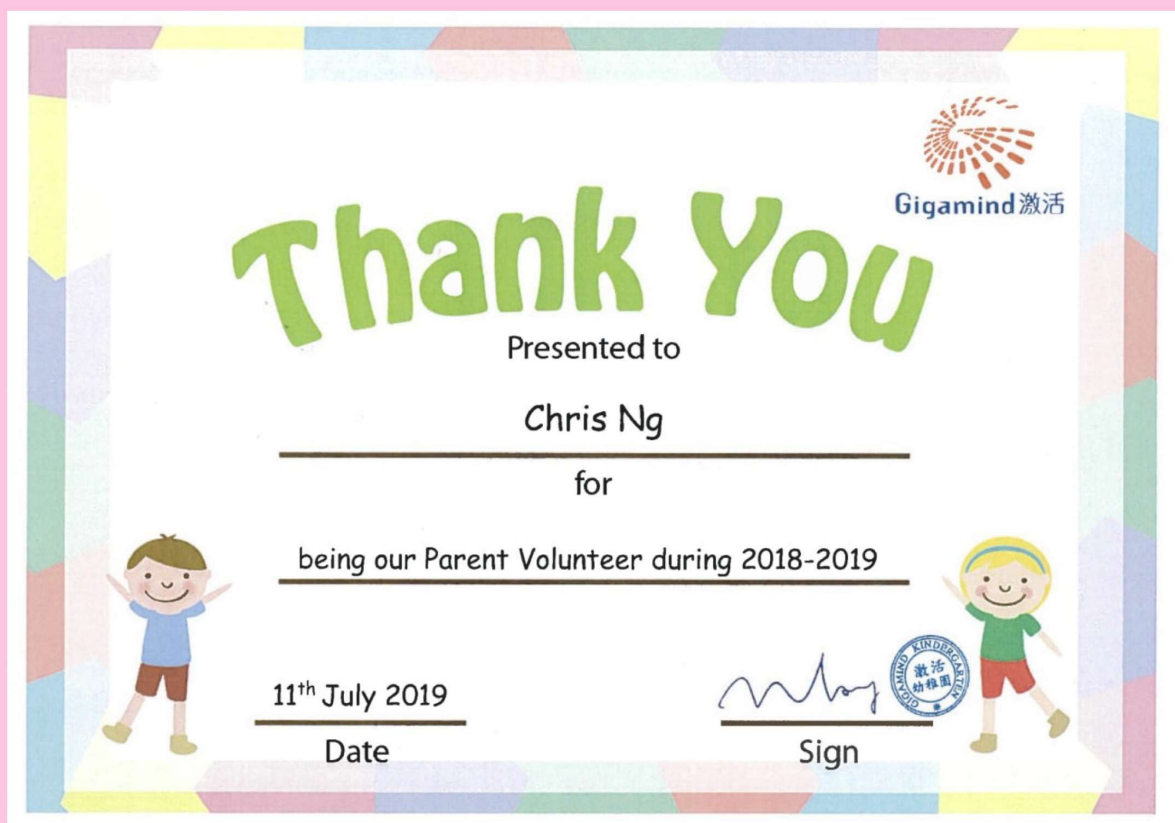 Gigamind激活
Thank You
Presented to
Chris Ng
for
being our Parent Volunteer during 2018-2019
11th July 2019
Date
GIGAMIND KINDERGARTEN
激活
幼稚園
Sign